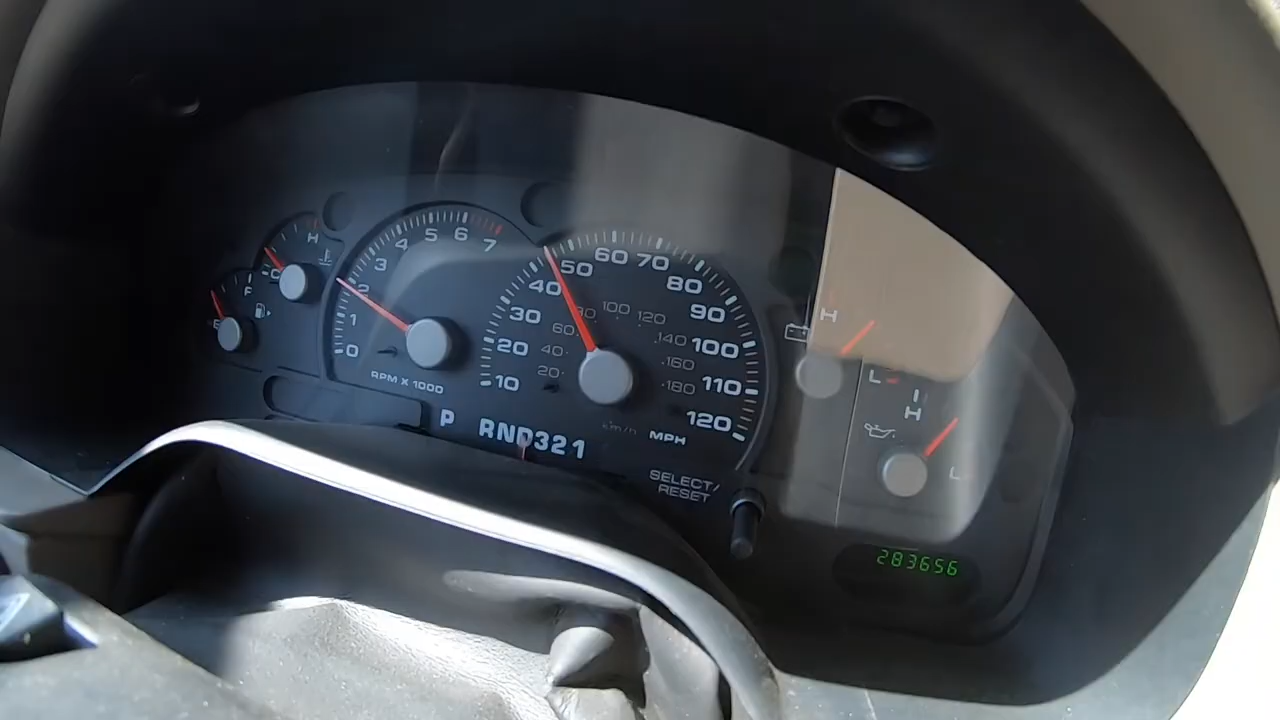 H
C
F
E
0 1 2 3 4 5 6 7
RPM X 1000
10 20 30 40 50 60 70 80 90 100 110 120
20 40 60 80 100 120 140 160 180
km/h
MPH
P RND321
SELECT/
RESET
H
L
H
L
283656